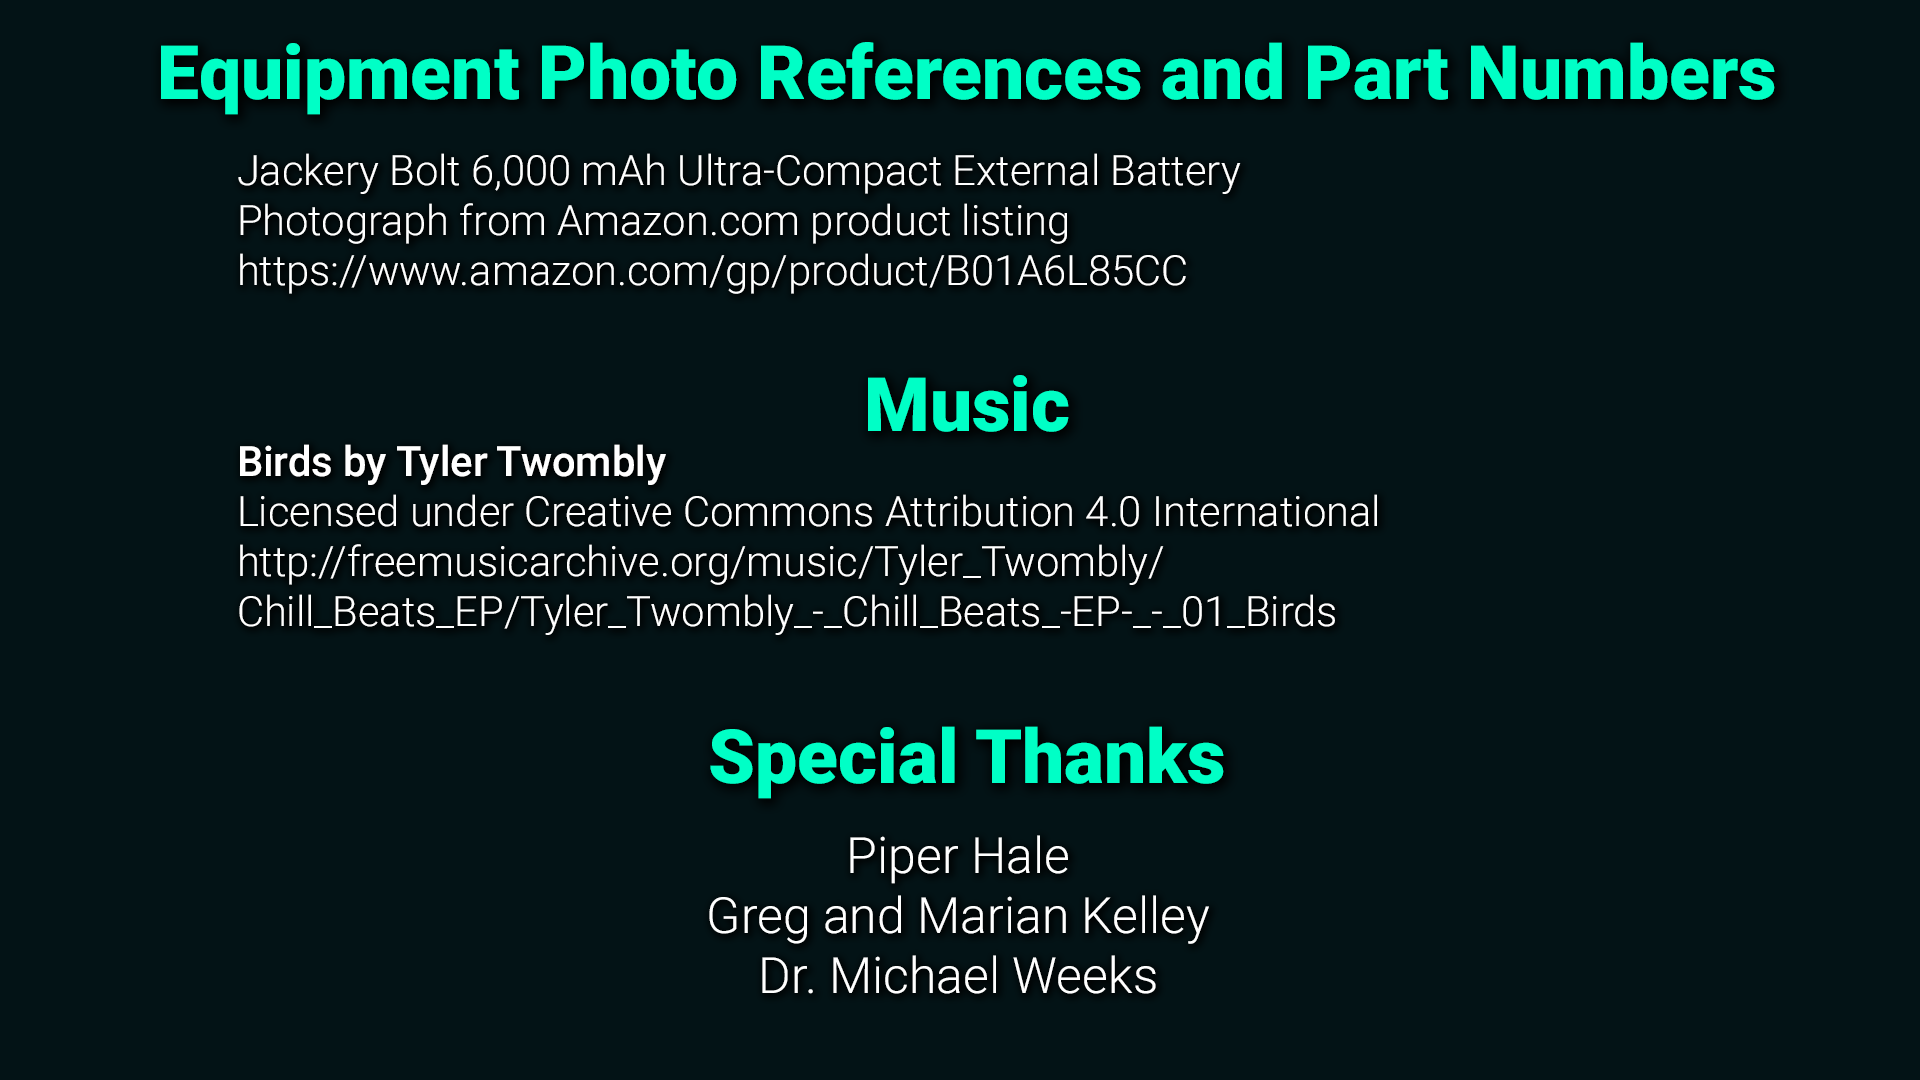 Equipment Photo References and Part Numbers
Jackery Bolt 6,000 mAh Ultra-Compact External Battery
Photograph from Amazon.com product listing
https://www.amazon.com/gp/product/B01A6L85CC
Music
Birds by Tyler Twombly
Licensed under Creative Commons Attribution 4.0 International
http://freemusicarchive.org/music/Tyler_Twombly/
Chill_Beats_EP/Tyler_Twombly_-_Chill_Beats_-EP-_-_01_Birds
Special Thanks
Piper Hale
Greg and Marian Kelley
Dr. Michael Weeks